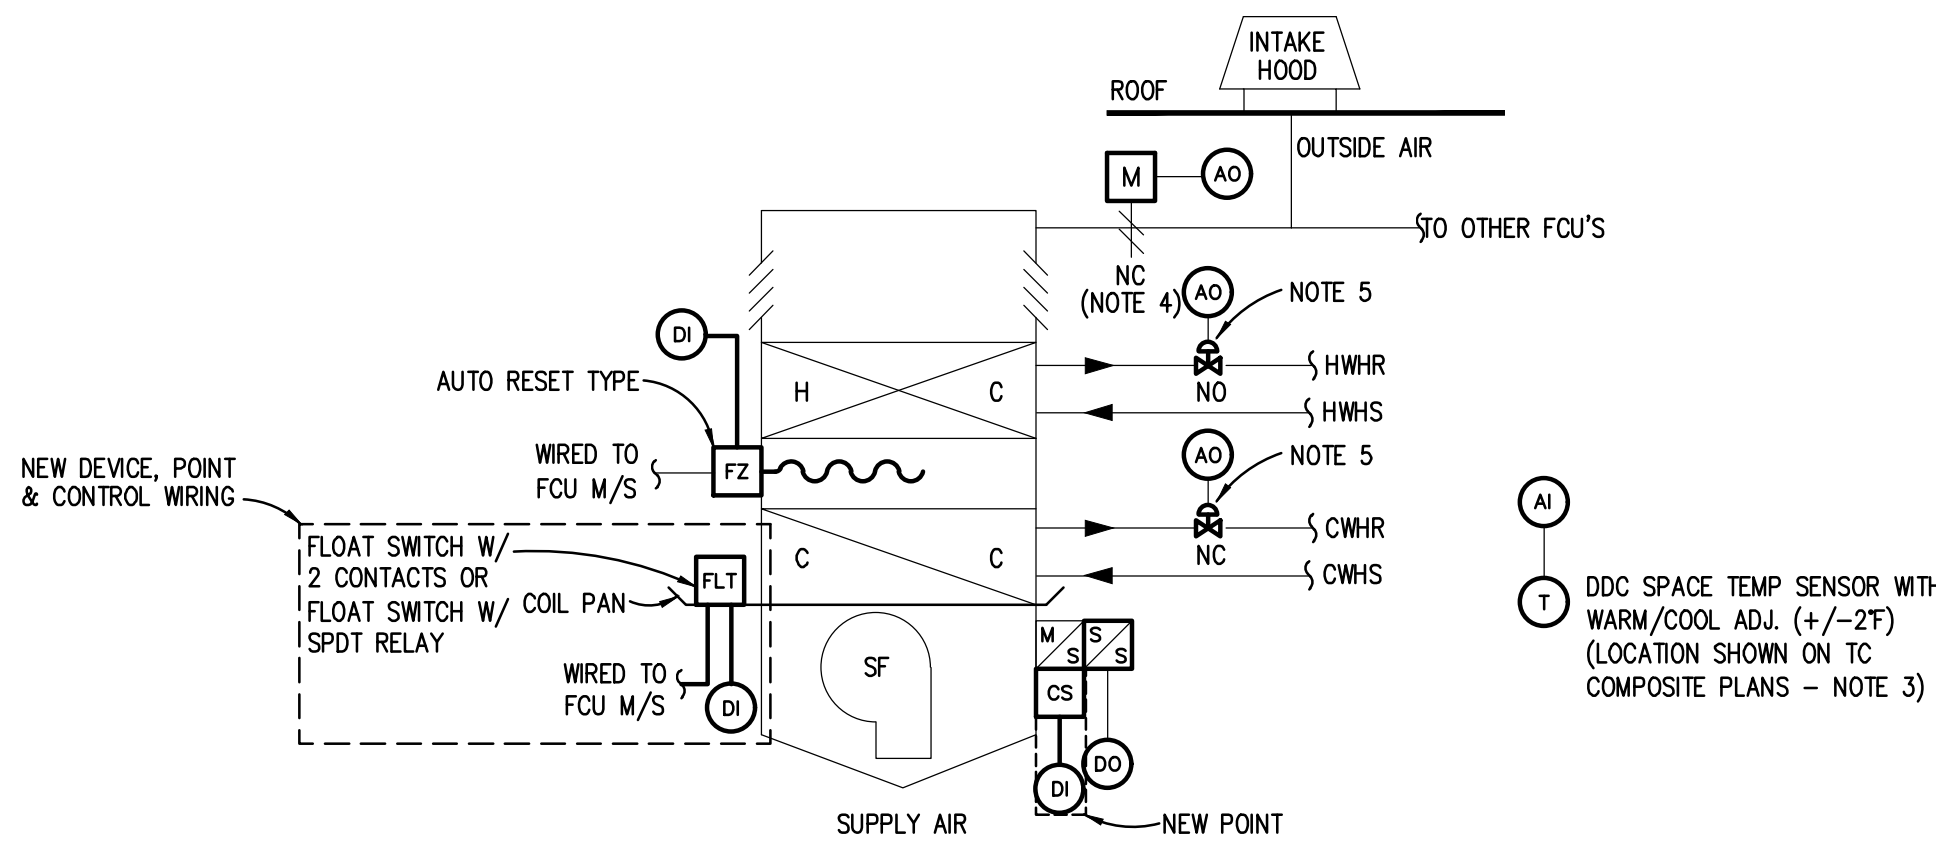 INTAKE
HOOD
ROOF
OUTSIDE AIR
M
AO
TO OTHER FCU'S
NC
(NOTE 4)
AO
NOTE 5
DI
HWHR
NO
AUTO RESET TYPE
H
C
HWHS
AO
NOTE 5
WIRED TO
FCU M/S
FZ
NEW DEVICE, POINT
& CONTROL WIRING
AI
CWHR
NC
FLOAT SWITCH W/
2 CONTACTS OR
FLOAT SWITCH W/
SPDT RELAY
FLT
COIL PAN
C
C
CWHS
T
DDC SPACE TEMP SENSOR WITH
WARM/COOL ADJ. (+/-2°F)
(LOCATION SHOWN ON TC
COMPOSITE PLANS - NOTE 3)
M
S
S
S
SF
CS
WIRED TO
FCU M/S
DI
DO
DI
SUPPLY AIR
NEW POINT